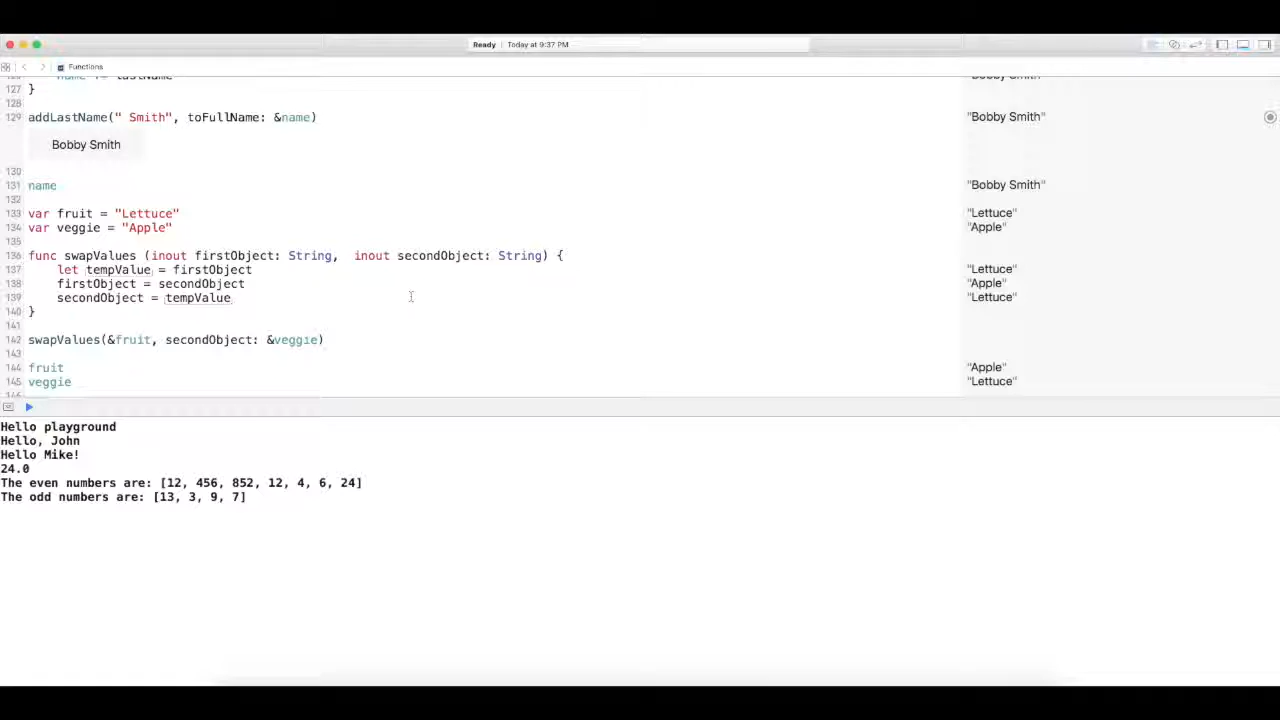 Ready | Today at 9:37 PM
Functions
127 }
128
129 addLastName(" Smith", toFullName: &name) "Bobby Smith"
Bobby Smith
130
131 name "Bobby Smith"
132
133 var fruit = "Lettuce" "Lettuce"
134 var veggie = "Apple" "Apple"
135
136 func swapValues (inout firstObject: String,  inout secondObject: String) {
137 let tempValue = firstObject "Lettuce"
138 firstObject = secondObject "Apple"
139 secondObject = tempValue "Lettuce"
140 }
141
142 swapValues(&fruit, secondObject: &veggie)
143
144 fruit "Apple"
145 veggie "Lettuce"
Hello playground
Hello, John
Hello Mike!
24.0
The even numbers are: [12, 456, 852, 12, 4, 6, 24]
The odd numbers are: [13, 3, 9, 7]